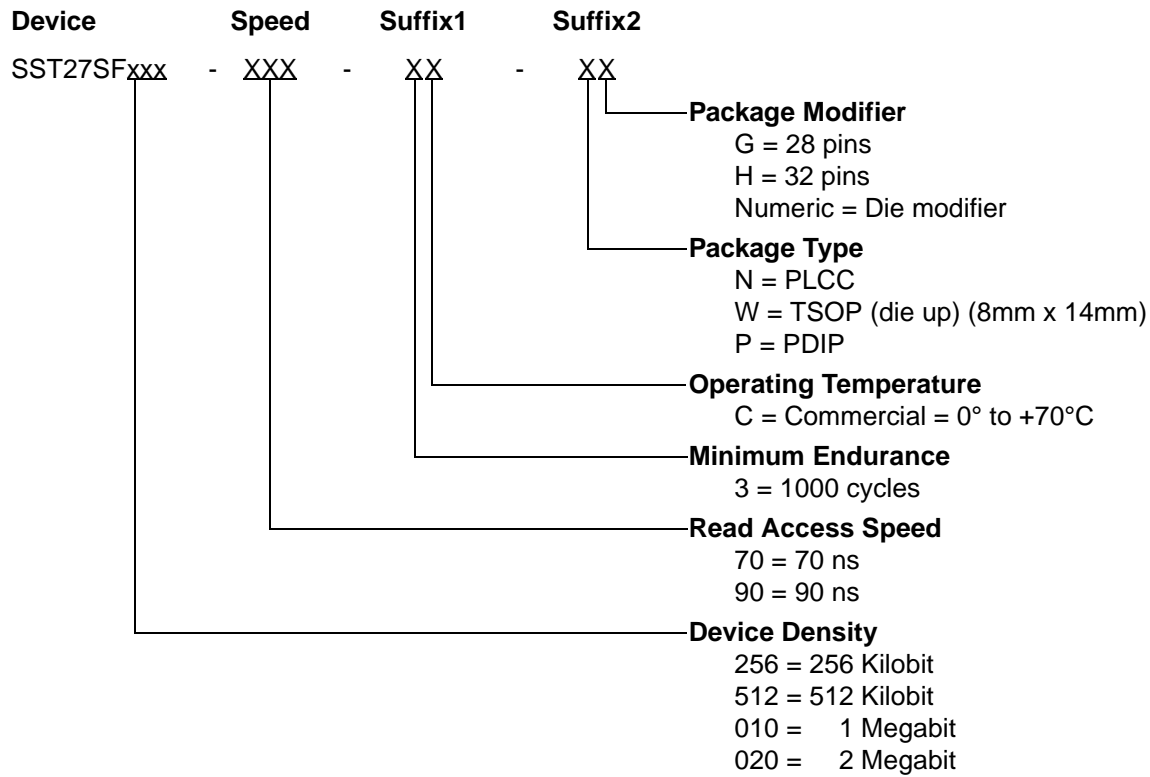 Device Speed Suffix1 Suffix2
SST27SFxxx - XXX - XX - XX
Package Modifier
G = 28 pins
H = 32 pins
Numeric = Die modifier
Package Type
N = PLCC
W = TSOP (die up) (8mm x 14mm)
P = PDIP
Operating Temperature
C = Commercial = 0° to +70°C
Minimum Endurance
3 = 1000 cycles
Read Access Speed
70 = 70 ns
90 = 90 ns
Device Density
256 = 256 Kilobit
512 = 512 Kilobit
010 = 1 Megabit
020 = 2 Megabit